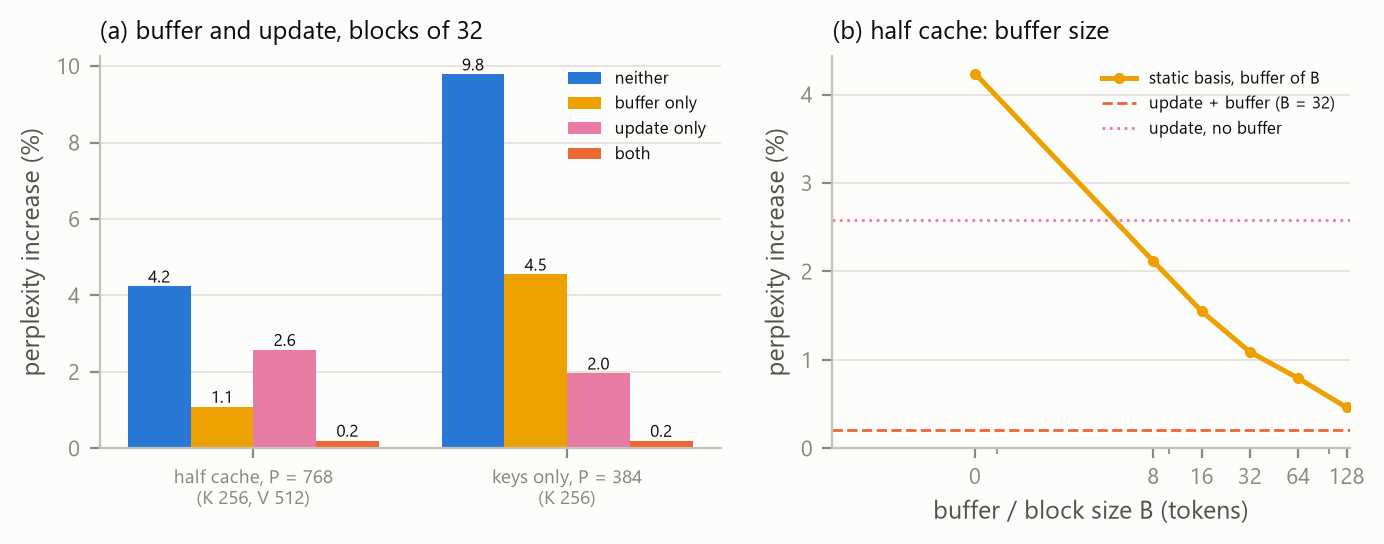 (a) buffer and update, blocks of 32
perplexity increase (%)
10
8
6
4
2
0
neither
buffer only
update only
both
4.2
1.1
2.6
0.2
9.8
4.5
2.0
0.2
half cache, P = 768
(K 256, V 512)
keys only, P = 384
(K 256)
(b) half cache: buffer size
perplexity increase (%)
4
3
2
1
0
static basis, buffer of B
update + buffer (B = 32)
update, no buffer
0 8 16 32 64 128
buffer / block size B (tokens)